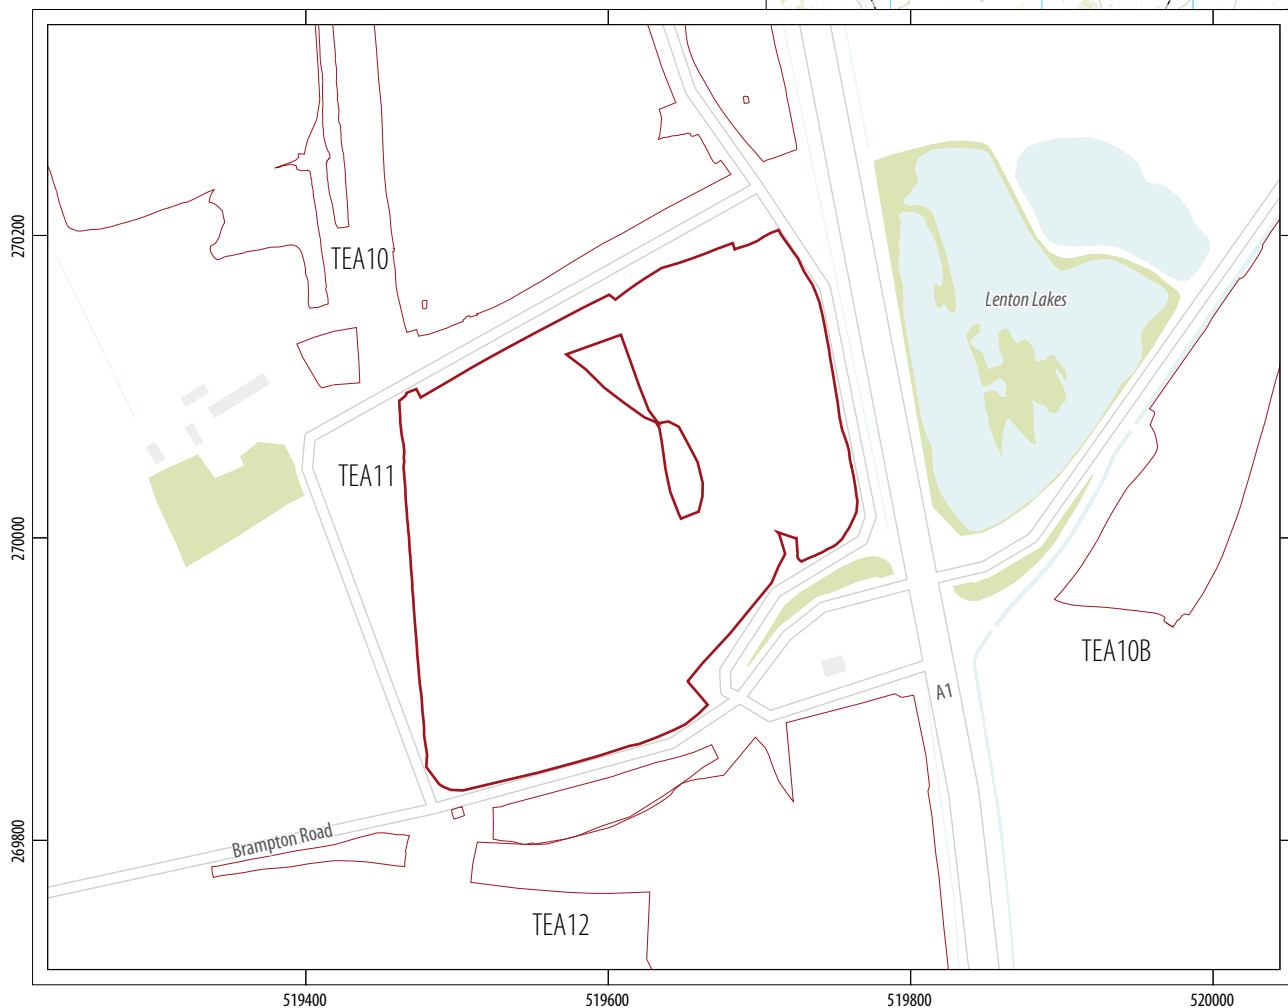 270200
TEA10
Lenton Lakes
TEA11
270000
TEA10B
A1
Brampton Road
269800
TEA12
519400
519600
519800
520000